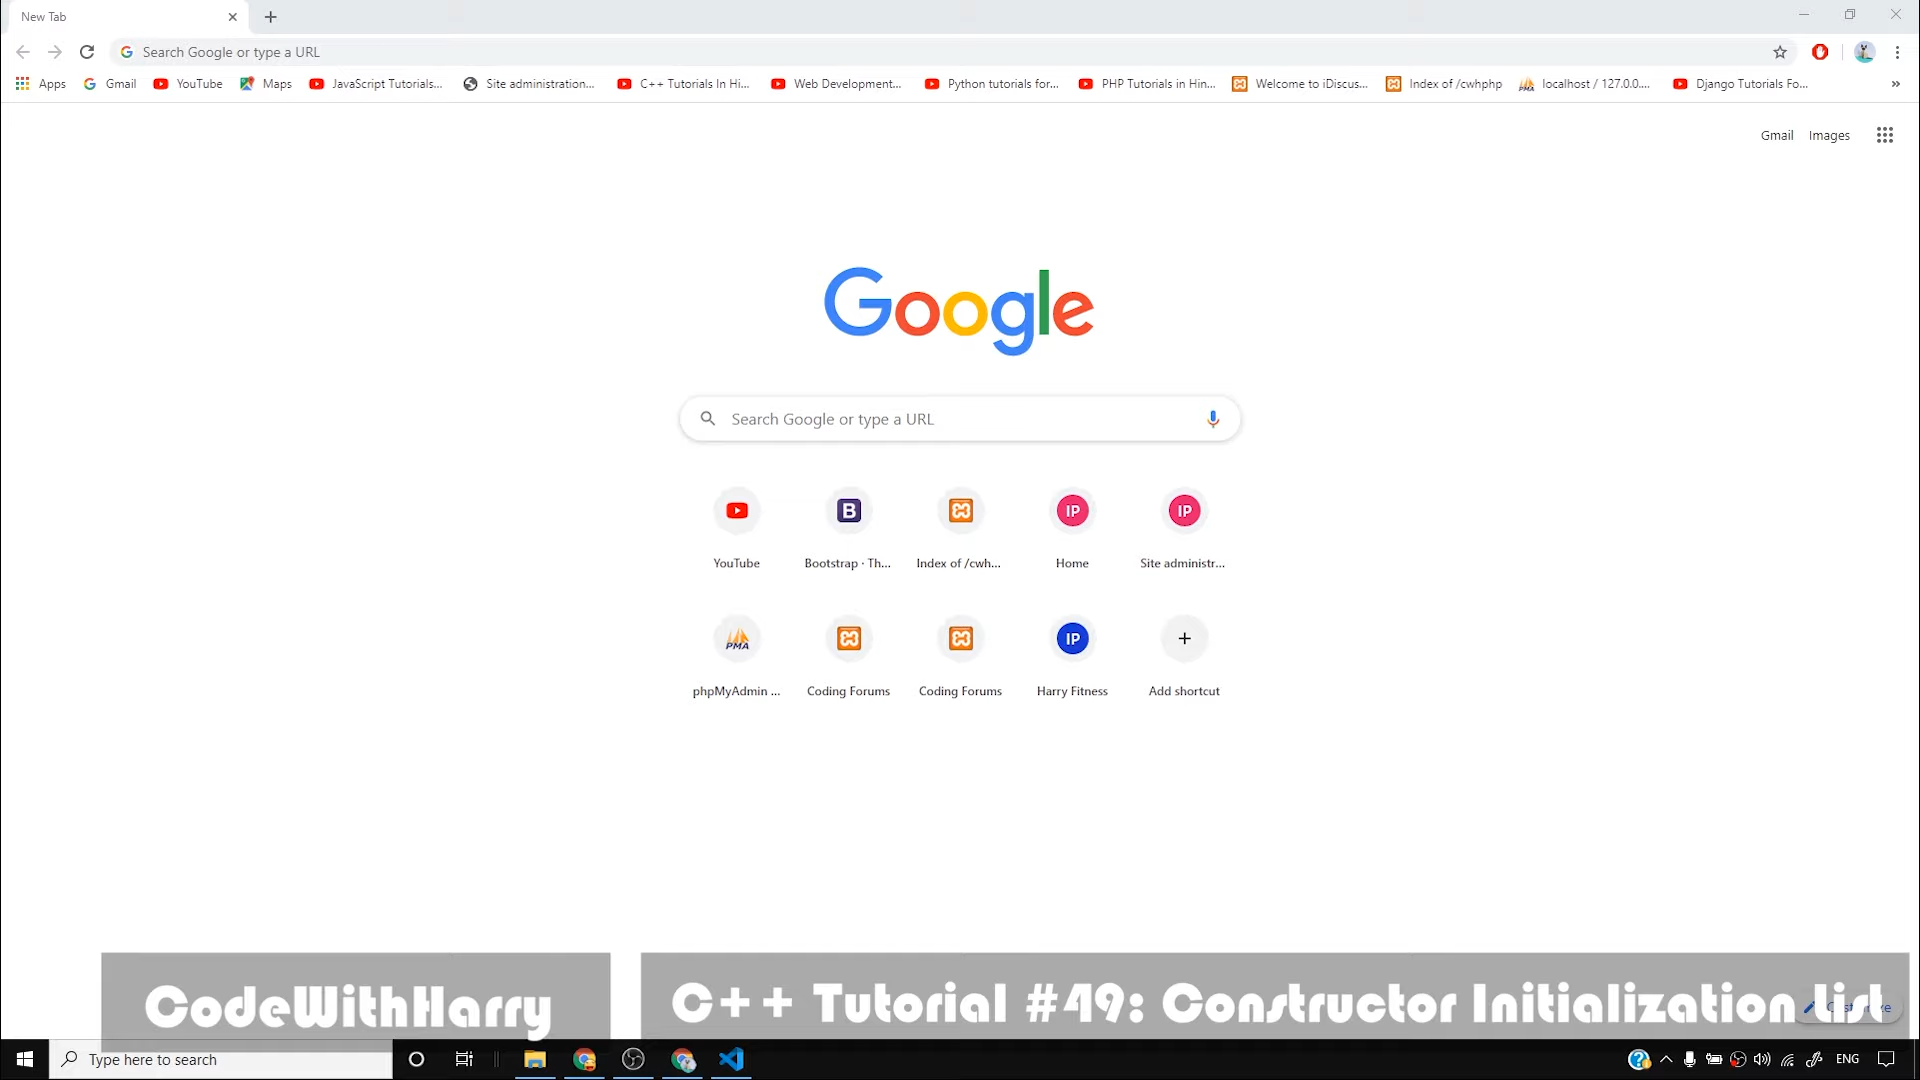 New Tab
Search Google or type a URL
Apps Gmail YouTube Maps JavaScript Tutorials... Site administration... C++ Tutorials In Hi... Web Development... Python tutorials for... PHP Tutorials in Hin... Welcome to iDiscus... Index of /cwhphp localhost / 127.0.0.... Django Tutorials Fo... »
Gmail Images
Google
Search Google or type a URL
B IP IP
YouTube Bootstrap · Th... Index of /cwh... Home Site administr...
PMA IP
phpMyAdmin ... Coding Forums Coding Forums Harry Fitness Add shortcut
CodeWithHarry C++ Tutorial #49: Constructor Initialization List
Type here to search ENG